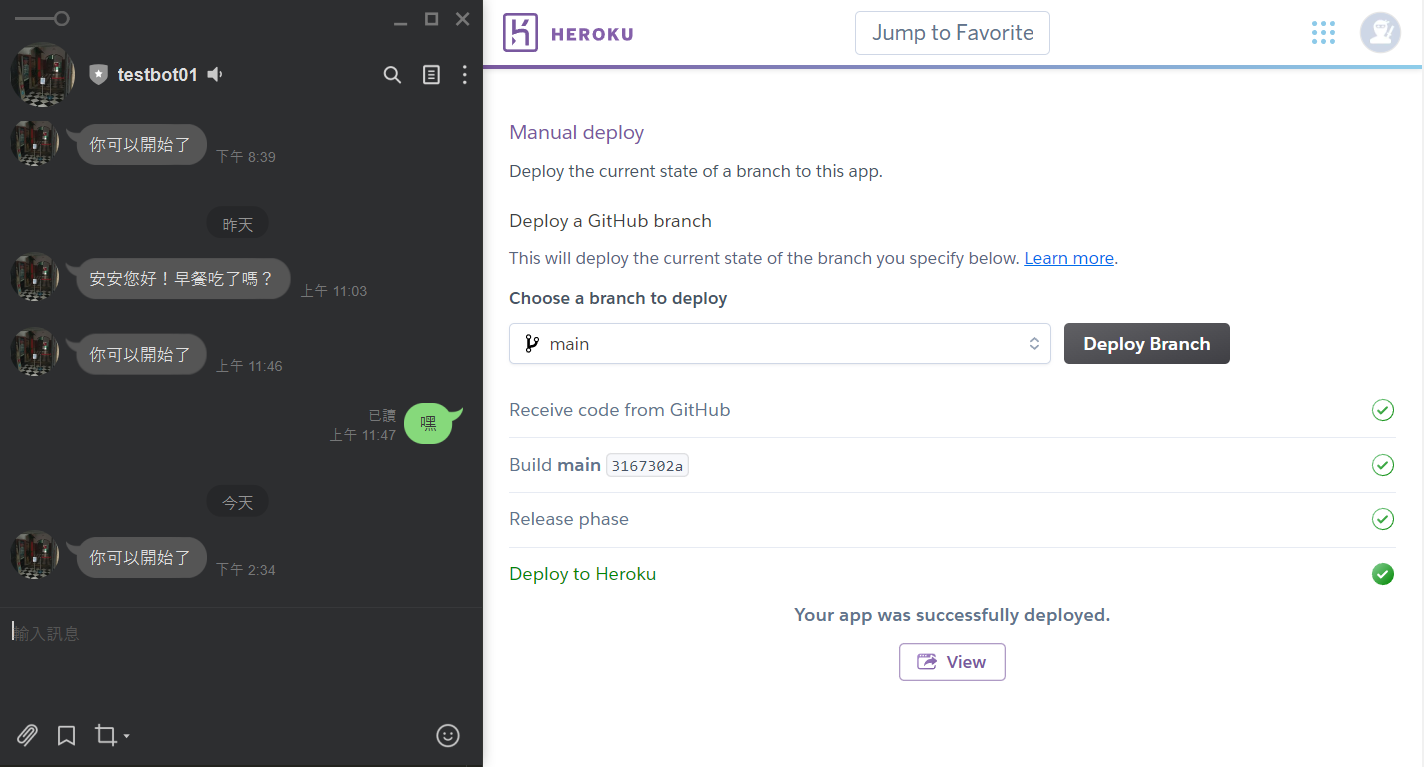 testbot01
你可以開始了
下午 8:39
昨天
安安您好！早餐吃了嗎？
上午 11:03
你可以開始了
上午 11:46
已讀
上午 11:47
嘿
今天
你可以開始了
下午 2:34
輸入訊息
HEROKU
Jump to Favorite
Manual deploy
Deploy the current state of a branch to this app.
Deploy a GitHub branch
This will deploy the current state of the branch you specify below. Learn more.
Choose a branch to deploy
main
Deploy Branch
Receive code from GitHub
Build main 3167302a
Release phase
Deploy to Heroku
Your app was successfully deployed.
View